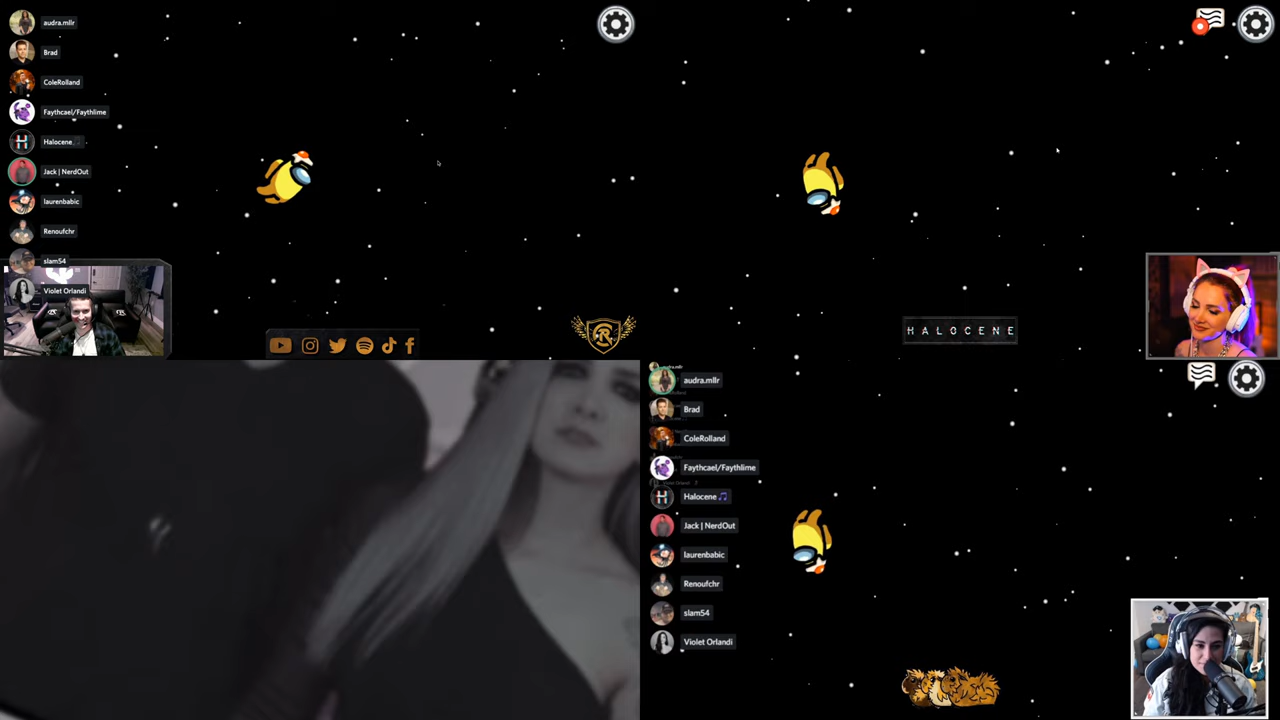 audra.mllr
Brad
ColeRolland
Faythcael/Faythlime
Halocene🎵
Jack | NerdOut
laurenbabic
Renoufchr
slam54
Violet Orlandi
HALOCENE
audra.mllr
Brad
ColeRolland
Faythcael/Faythlime
Halocene🎵
Jack | NerdOut
laurenbabic
Renoufchr
slam54
Violet Orlandi